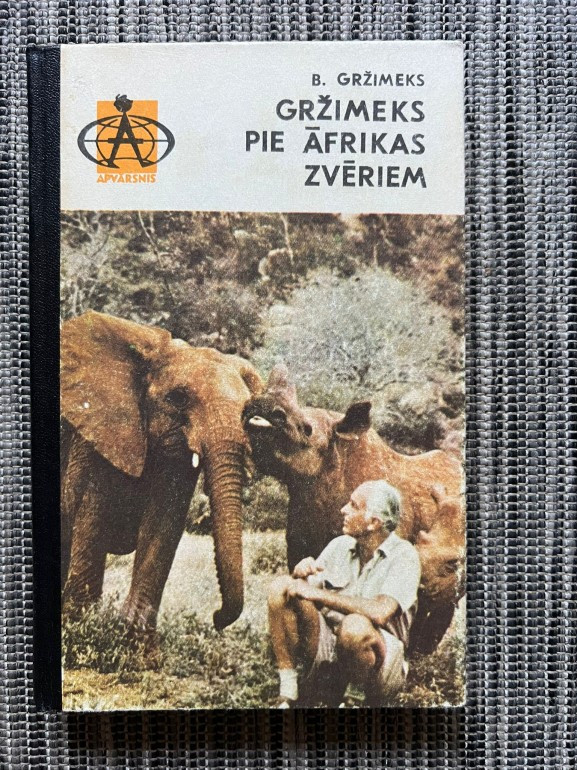 B. GRŽIMEKS
GRŽIMEKS
PIE ĀFRIKAS
ZVĒRIEM
APVĀRSNIS